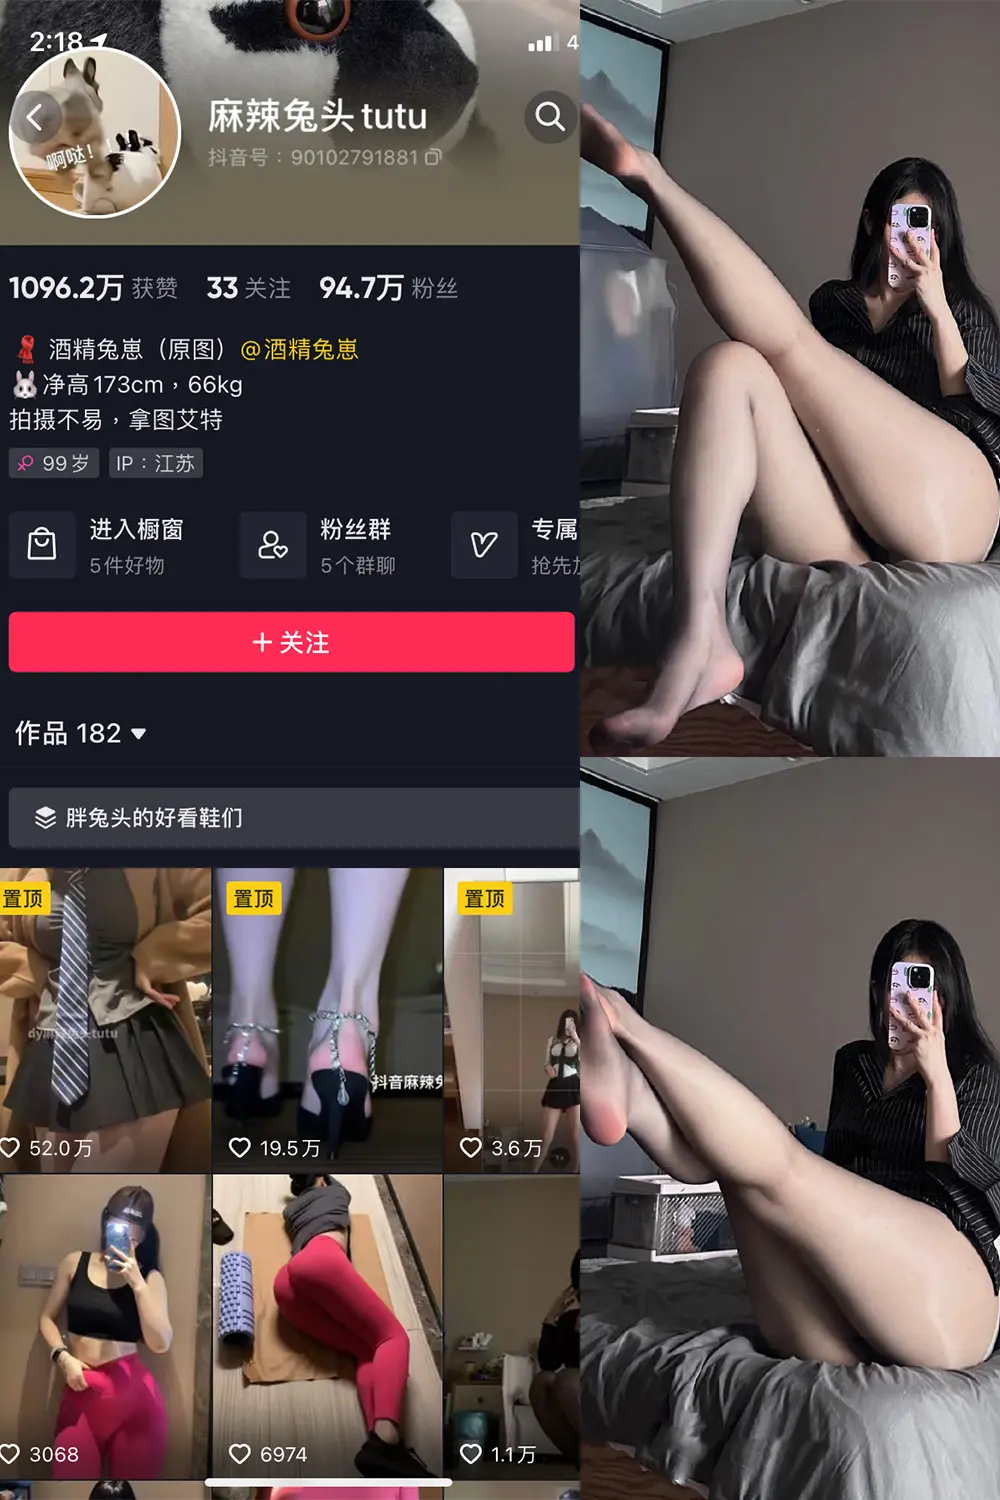 2:18
4
啊哒！！
麻辣兔头tutu
抖音号：90102791881
1096.2万 获赞 33 关注 94.7万 粉丝
酒精兔崽（原图）@酒精兔崽
净高173cm，66kg
拍摄不易，拿图艾特
99岁 IP：江苏
进入橱窗 粉丝群 专属
5件好物 5个群聊 抢先加
+ 关注
作品 182
胖兔头的好看鞋们
置顶 置顶 置顶
抖音麻辣兔
52.0万 19.5万 3.6万
3068 6974 1.1万